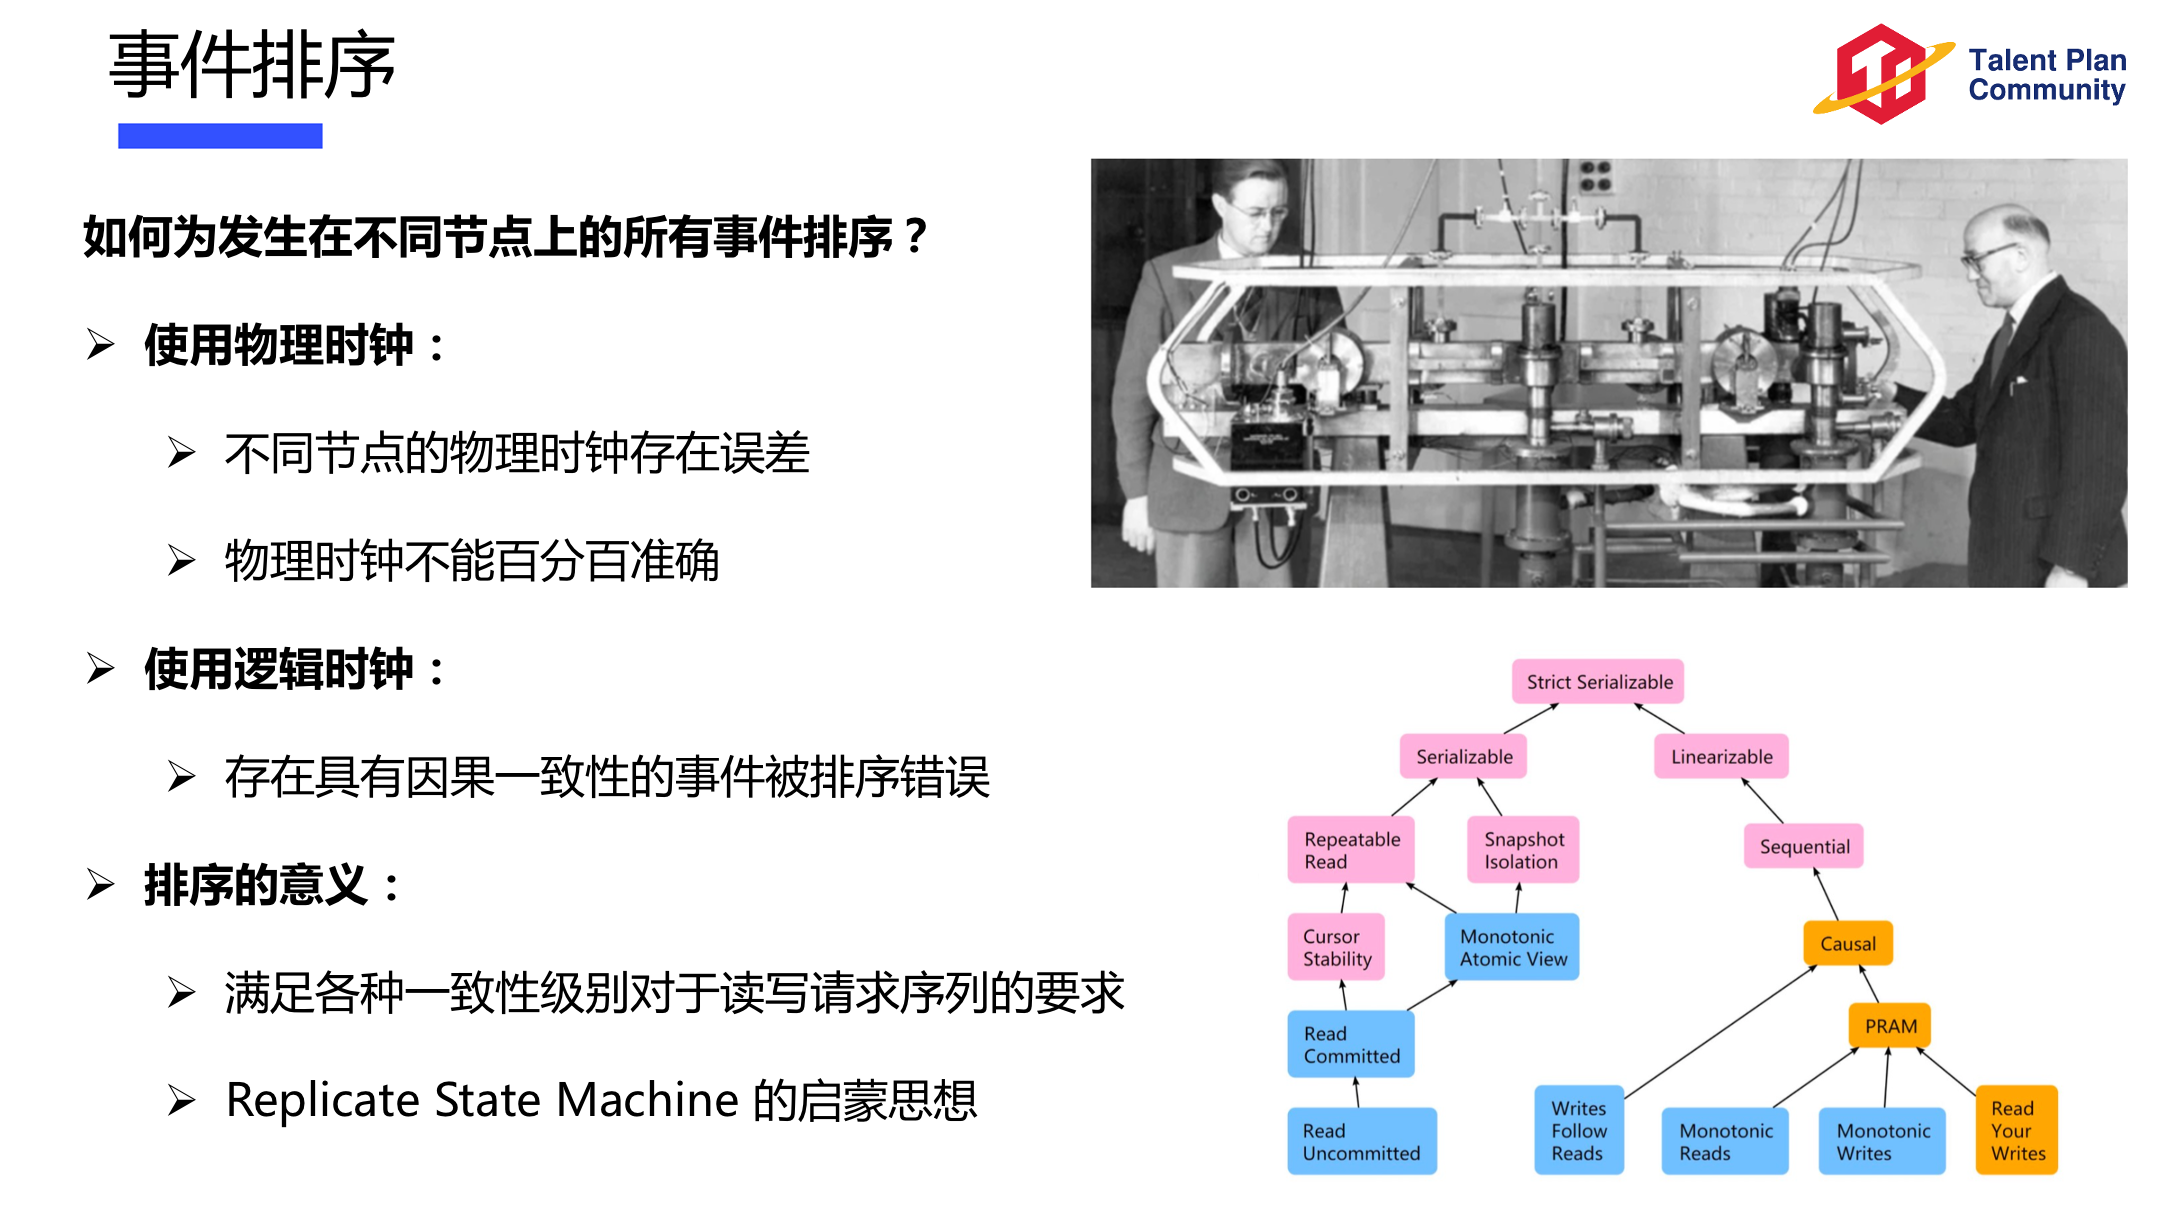 事件排序
Talent Plan
Community
如何为发生在不同节点上的所有事件排序？
使用物理时钟：
不同节点的物理时钟存在误差
物理时钟不能百分百准确
使用逻辑时钟：
存在具有因果一致性的事件被排序错误
排序的意义：
满足各种一致性级别对于读写请求序列的要求
Replicate State Machine 的启蒙思想
Strict Serializable
Serializable
Linearizable
Repeatable
Read
Snapshot
Isolation
Sequential
Cursor
Stability
Monotonic
Atomic View
Causal
Read
Committed
PRAM
Read
Uncommitted
Writes
Follow
Reads
Monotonic
Reads
Monotonic
Writes
Read
Your
Writes